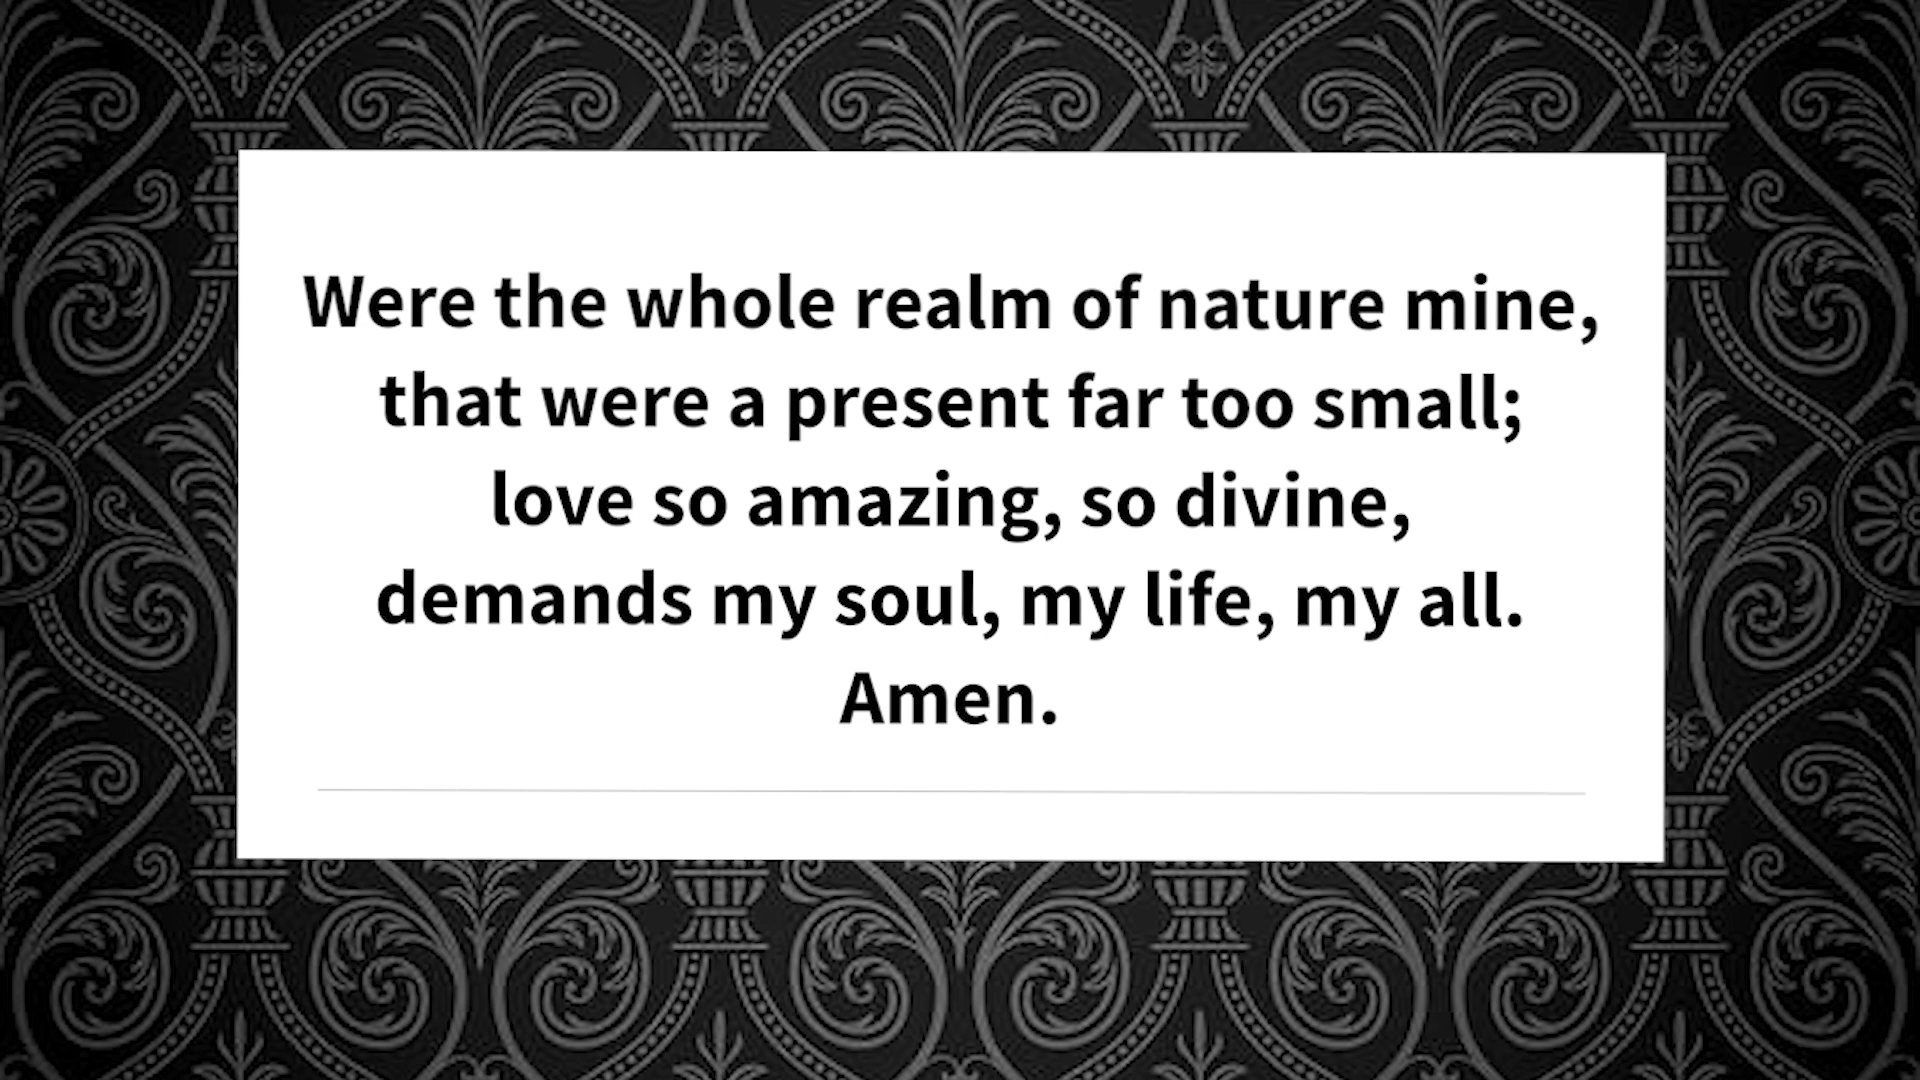 Were the whole realm of nature mine,
that were a present far too small;
love so amazing, so divine,
demands my soul, my life, my all.
Amen.